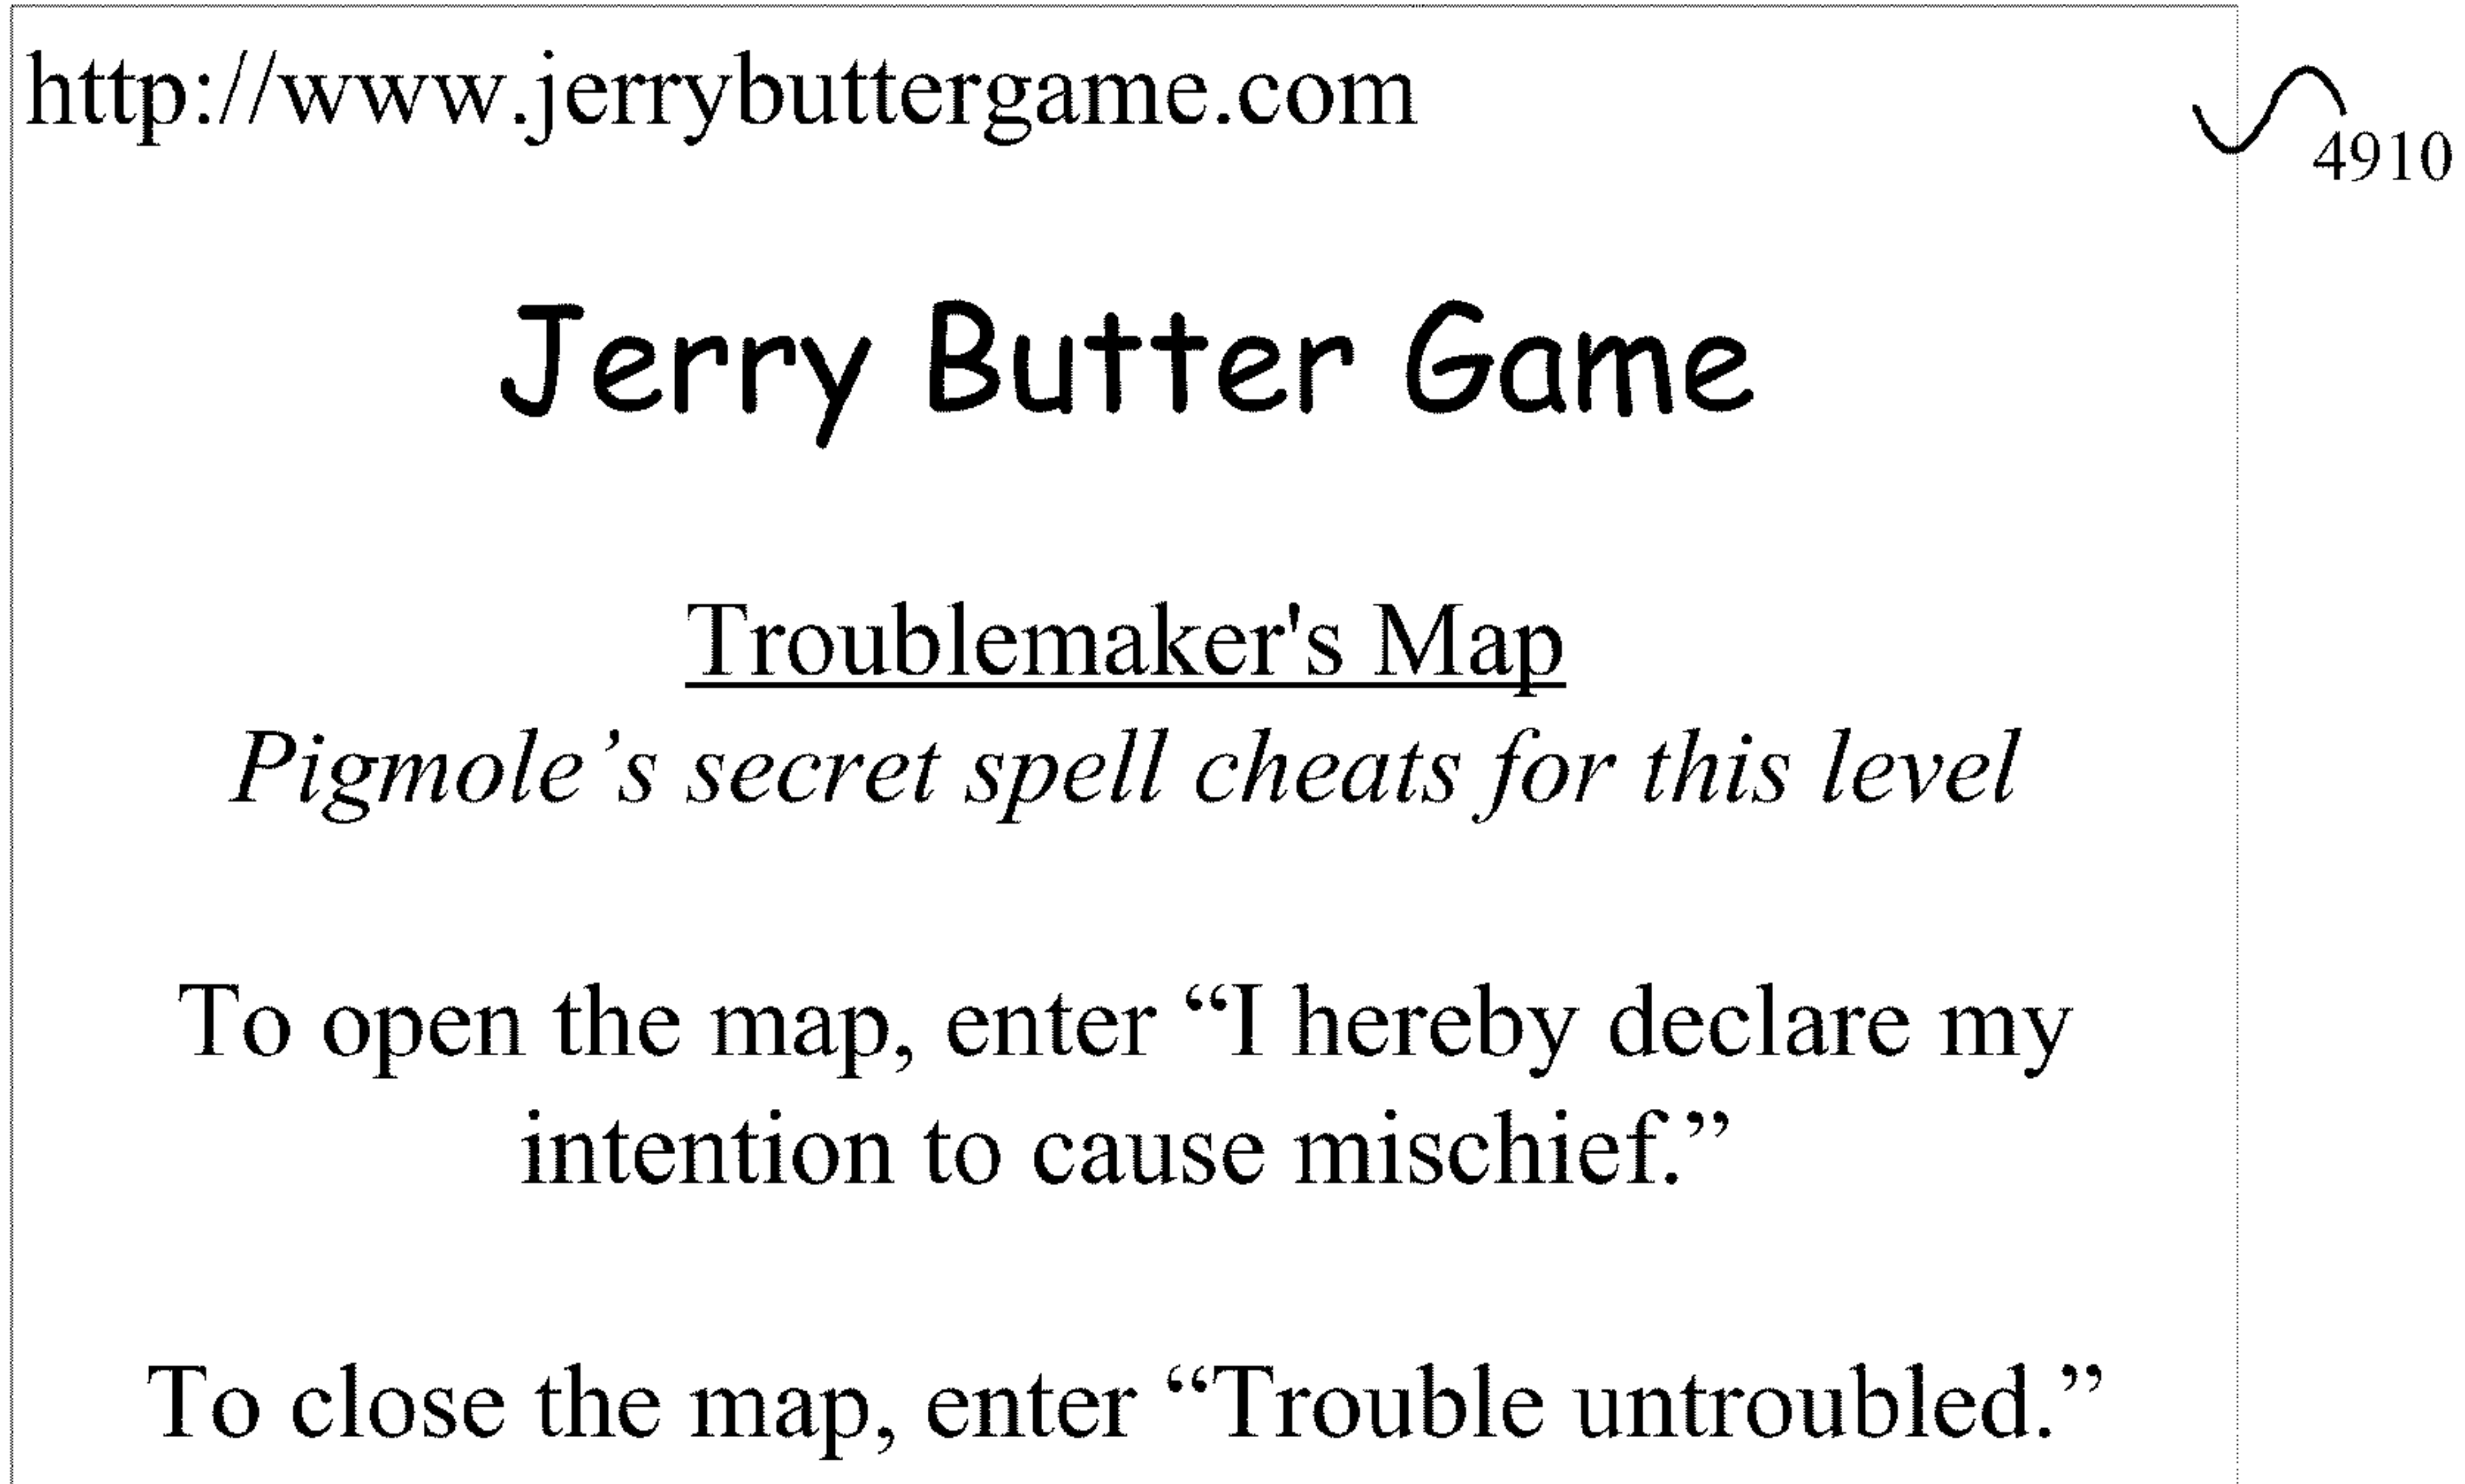 http://www.jerrybuttergame.com
4910
Jerry Butter Game
Troublemaker's Map
Pigmole’s secret spell cheats for this level
To open the map, enter “I hereby declare my
intention to cause mischief.”
To close the map, enter “Trouble untroubled.”